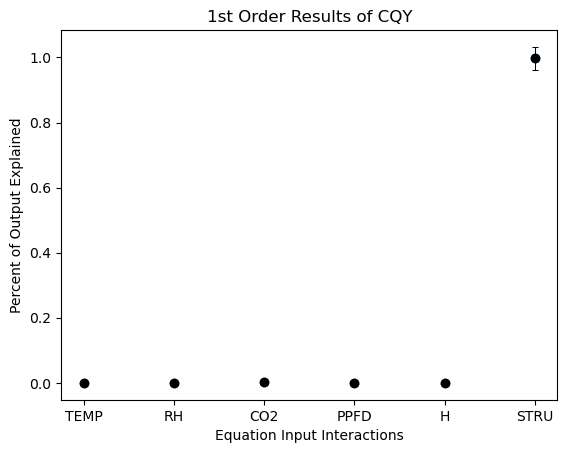 1st Order Results of CQY
Percent of Output Explained
1.0
0.8
0.6
0.4
0.2
0.0
TEMP RH CO2 PPFD H STRU
Equation Input Interactions